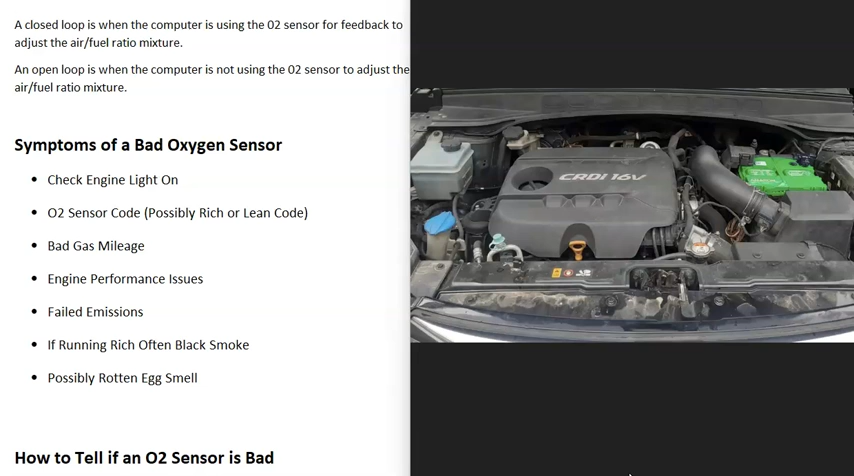 A closed loop is when the computer is using the 02 sensor for feedback to
adjust the air/fuel ratio mixture.
An open loop is when the computer is not using the 02 sensor to adjust the
air/fuel ratio mixture.
Symptoms of a Bad Oxygen Sensor
• Check Engine Light On
• O2 Sensor Code (Possibly Rich or Lean Code)
• Bad Gas Mileage
• Engine Performance Issues
• Failed Emissions
• If Running Rich Often Black Smoke
• Possibly Rotten Egg Smell
How to Tell if an O2 Sensor is Bad
CRDi 16V